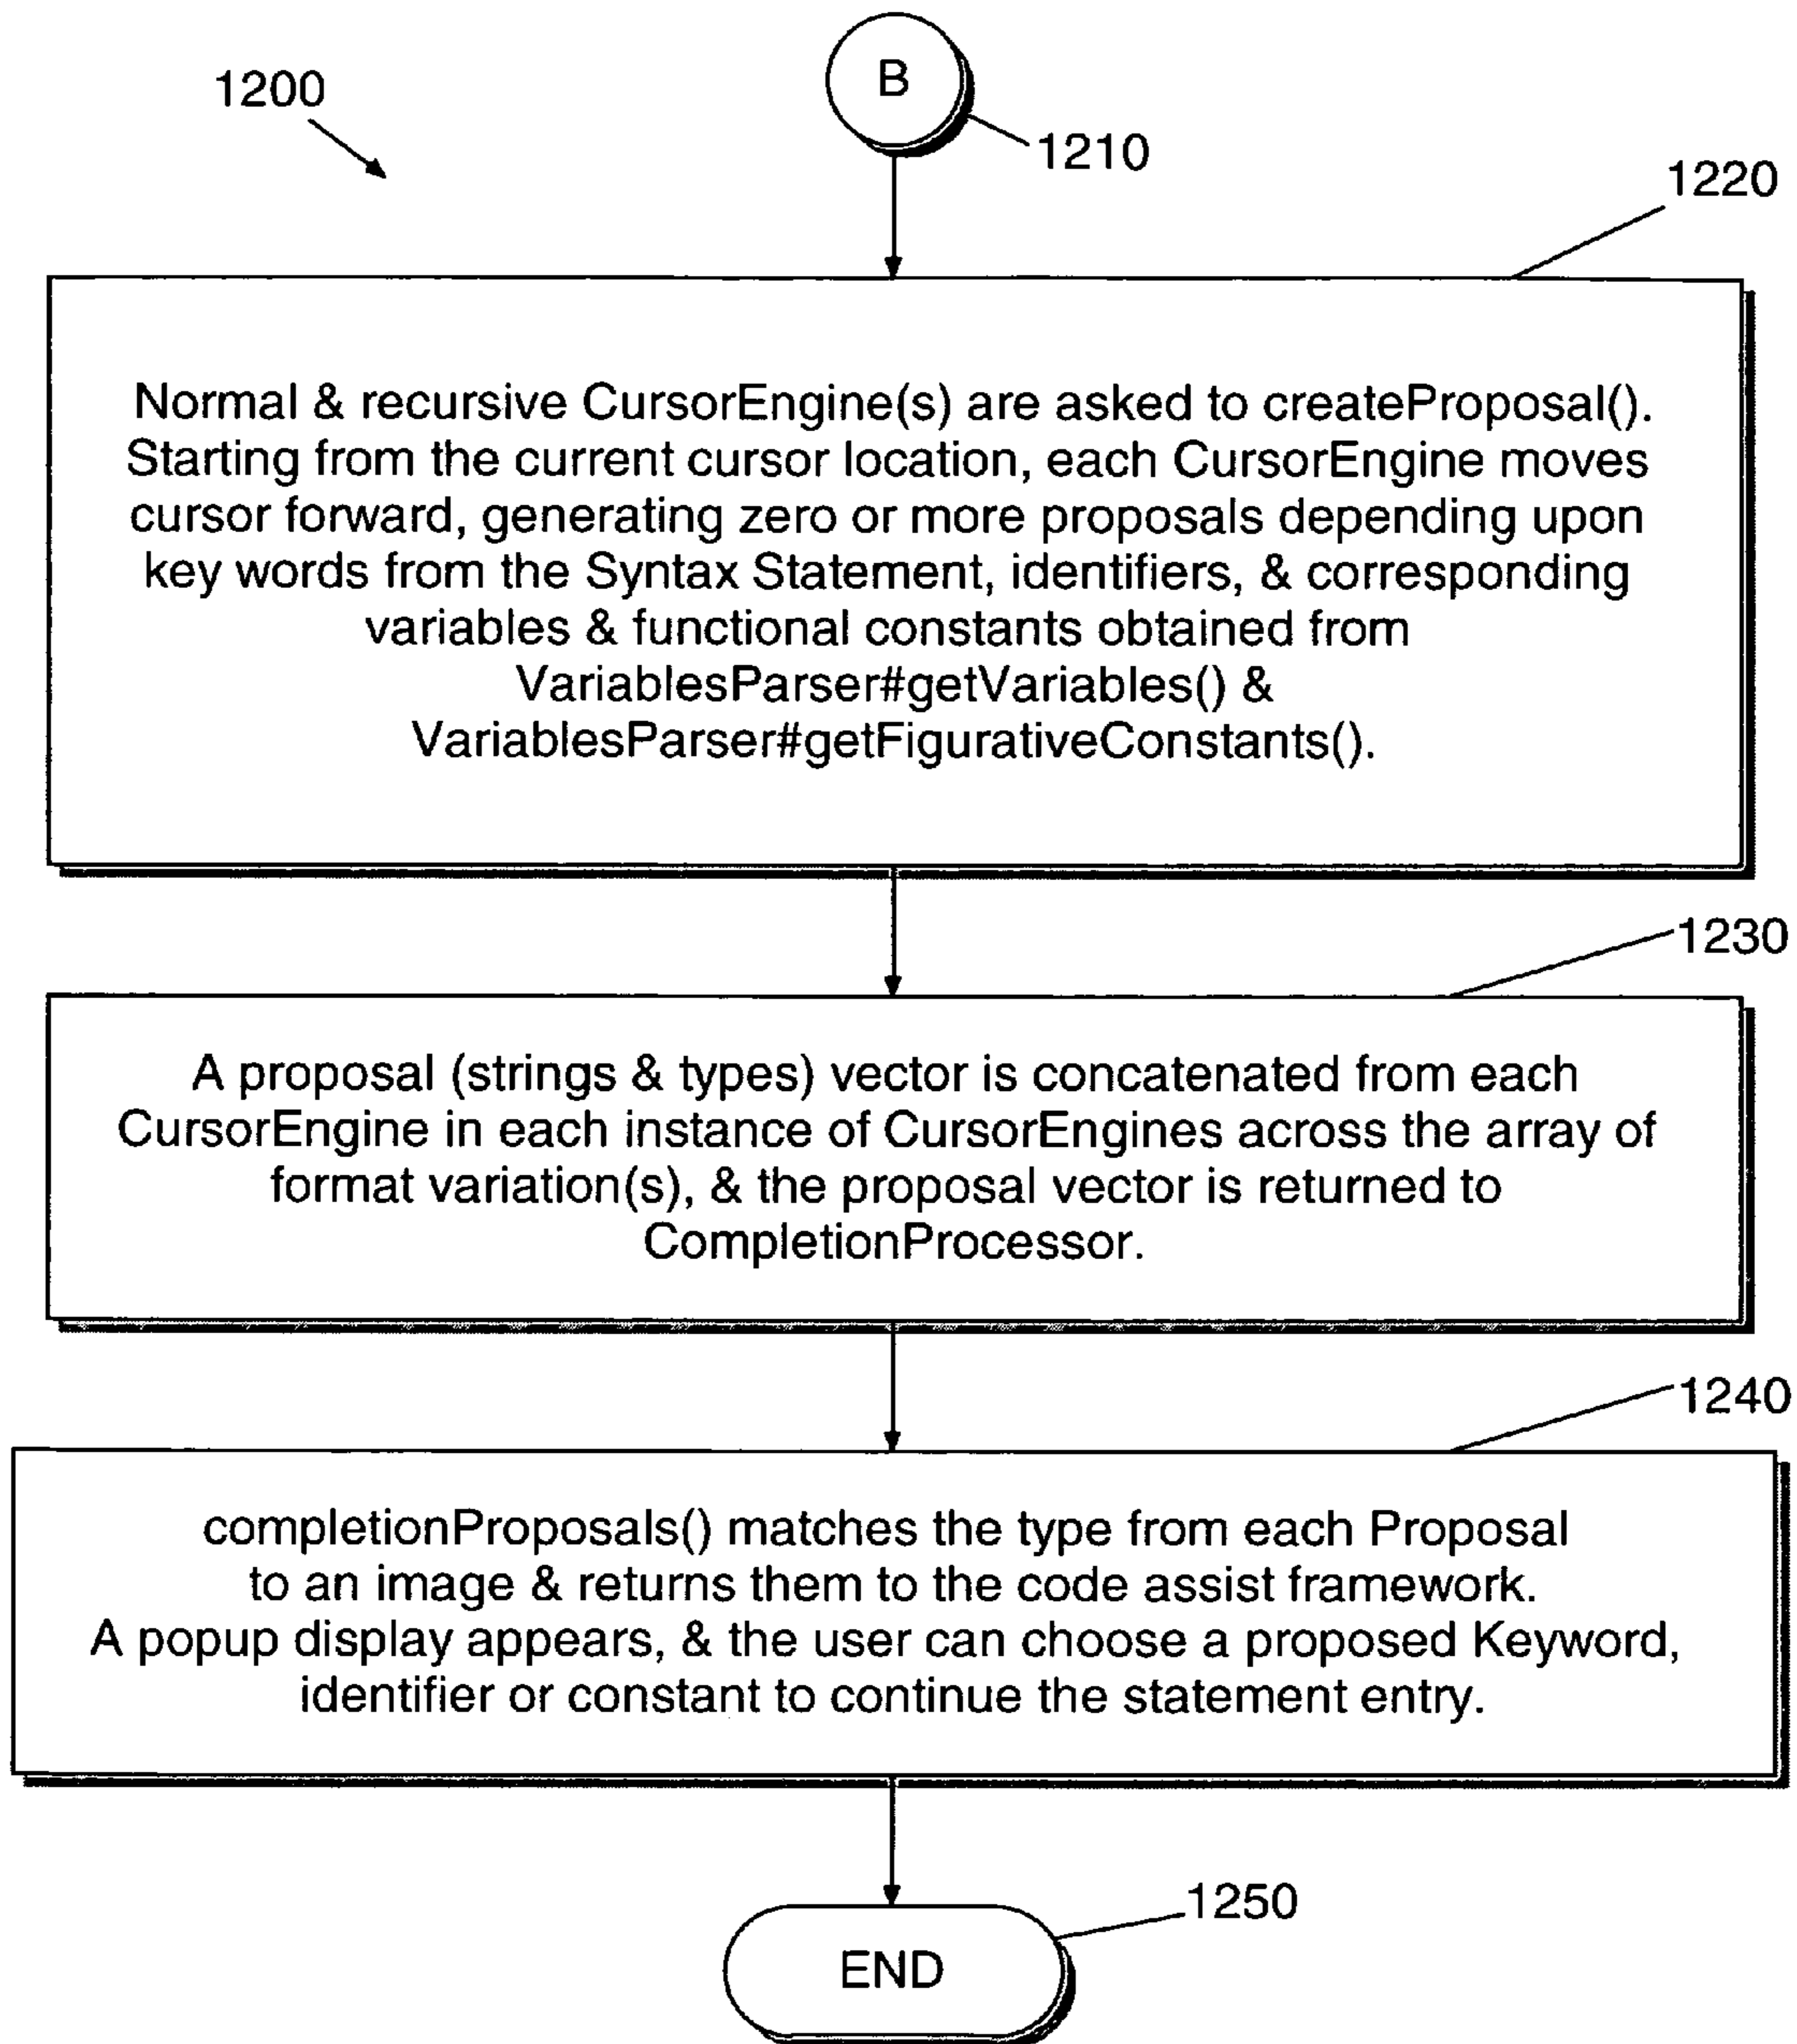 B
1200
1210
1220
Normal & recursive CursorEngine(s) are asked to createProposal().
Starting from the current cursor location, each CursorEngine moves
cursor forward, generating zero or more proposals depending upon
key words from the Syntax Statement, identifiers, & corresponding
variables & functional constants obtained from
VariablesParser#getVariables() &
VariablesParser#getFigurativeConstants().
1230
A proposal (strings & types) vector is concatenated from each
CursorEngine in each instance of CursorEngines across the array of
format variation(s), & the proposal vector is returned to
CompletionProcessor.
1240
completionProposals() matches the type from each Proposal
to an image & returns them to the code assist framework.
A popup display appears, & the user can choose a proposed Keyword,
identifier or constant to continue the statement entry.
1250
END